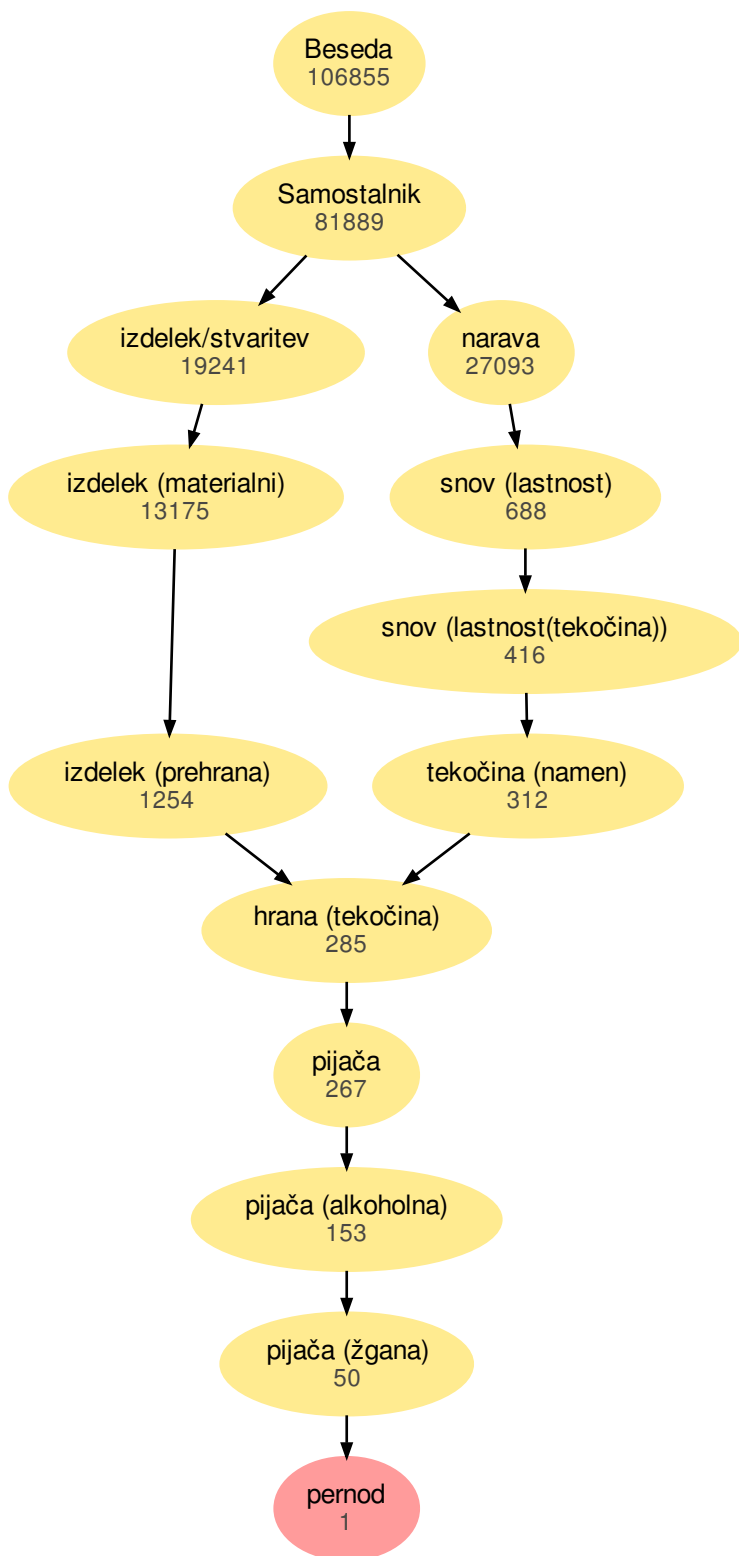 Beseda
106855
Samostalnik
81889
izdelek/stvaritev
19241
narava
27093
izdelek (materialni)
13175
snov (lastnost)
688
snov (lastnost(tekočina))
416
izdelek (prehrana)
1254
tekočina (namen)
312
hrana (tekočina)
285
pijača
267
pijača (alkoholna)
153
pijača (žgana)
50
pernod
1